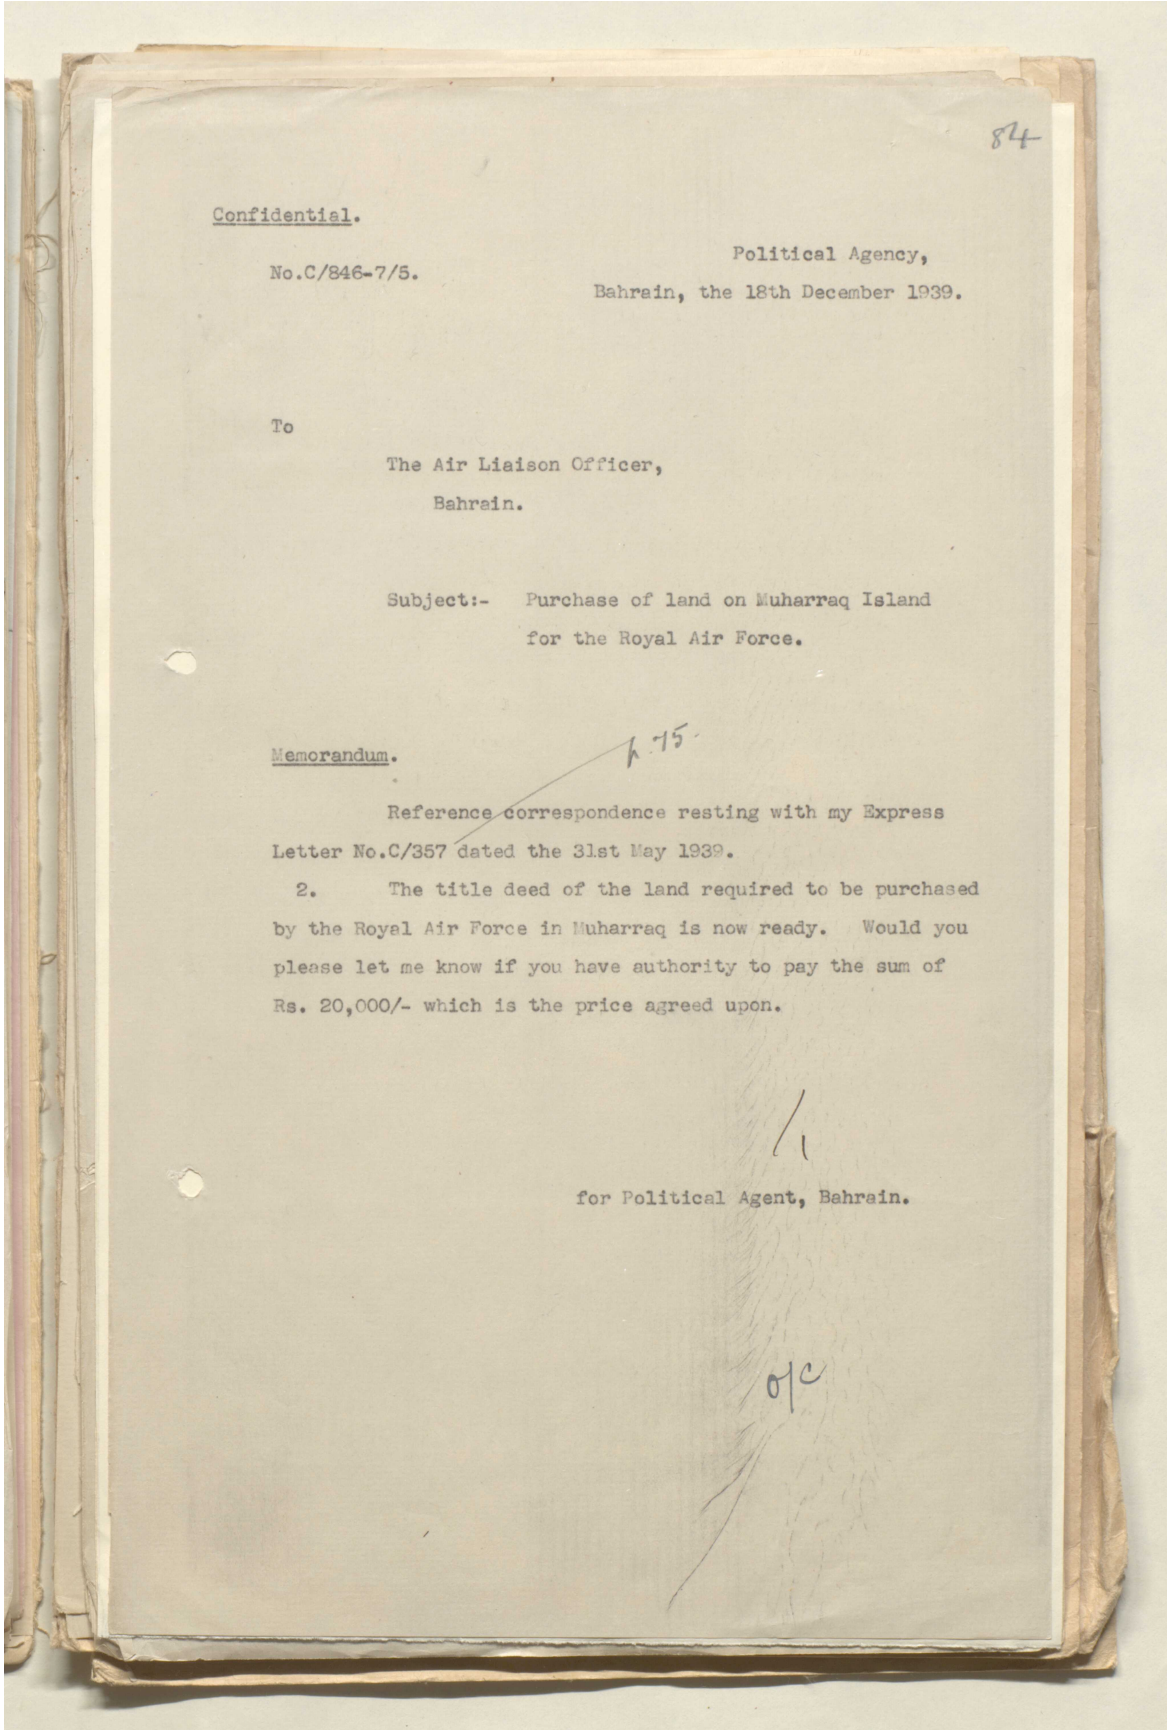 84
Confidential.
Political Agency,
No.C/846-7/5.
Bahrain, the 18th December 1939.
To
The Air Liaison Officer,
Bahrain.
Subject:- Purchase of land on Muharraq Island
for the Royal Air Force.
p. 75.
Memorandum.
Reference correspondence resting with my Express
Letter No.C/357 dated the 31st May 1939.
2. The title deed of the land required to be purchased
by the Royal Air Force in Muharraq is now ready. Would you
please let me know if you have authority to pay the sum of
Rs. 20,000/- which is the price agreed upon.
for Political Agent, Bahrain.
o/c